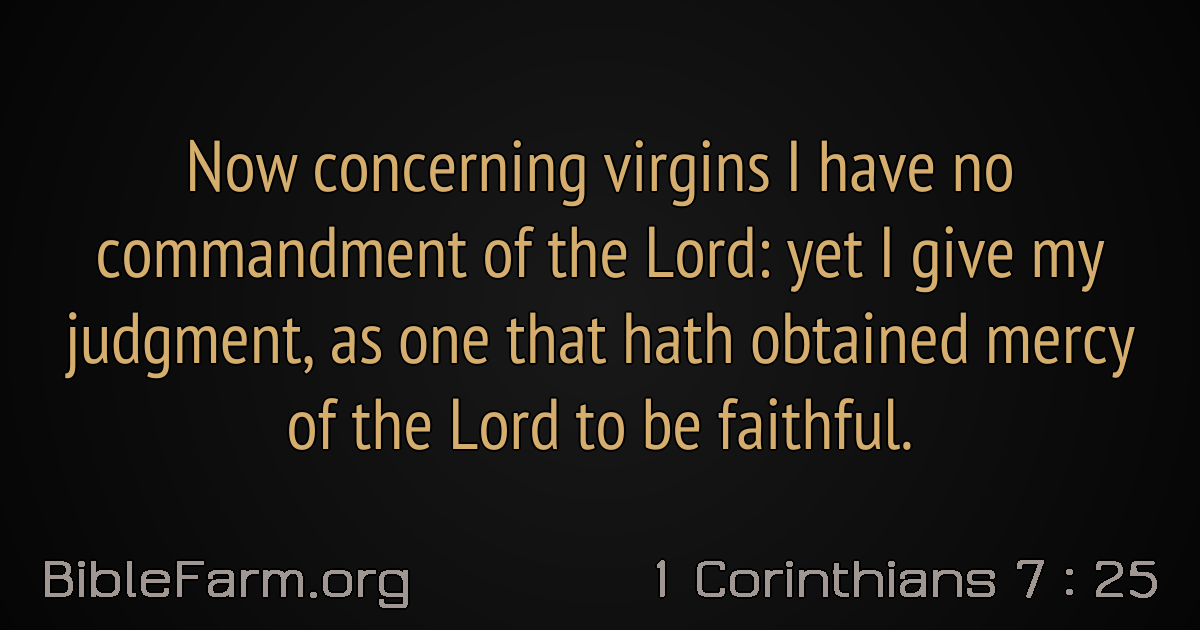 Now concerning virgins I have no
commandment of the Lord: yet I give my
judgment, as one that hath obtained mercy
of the Lord to be faithful.
BibleFarm.org
1 Corinthians 7 : 25